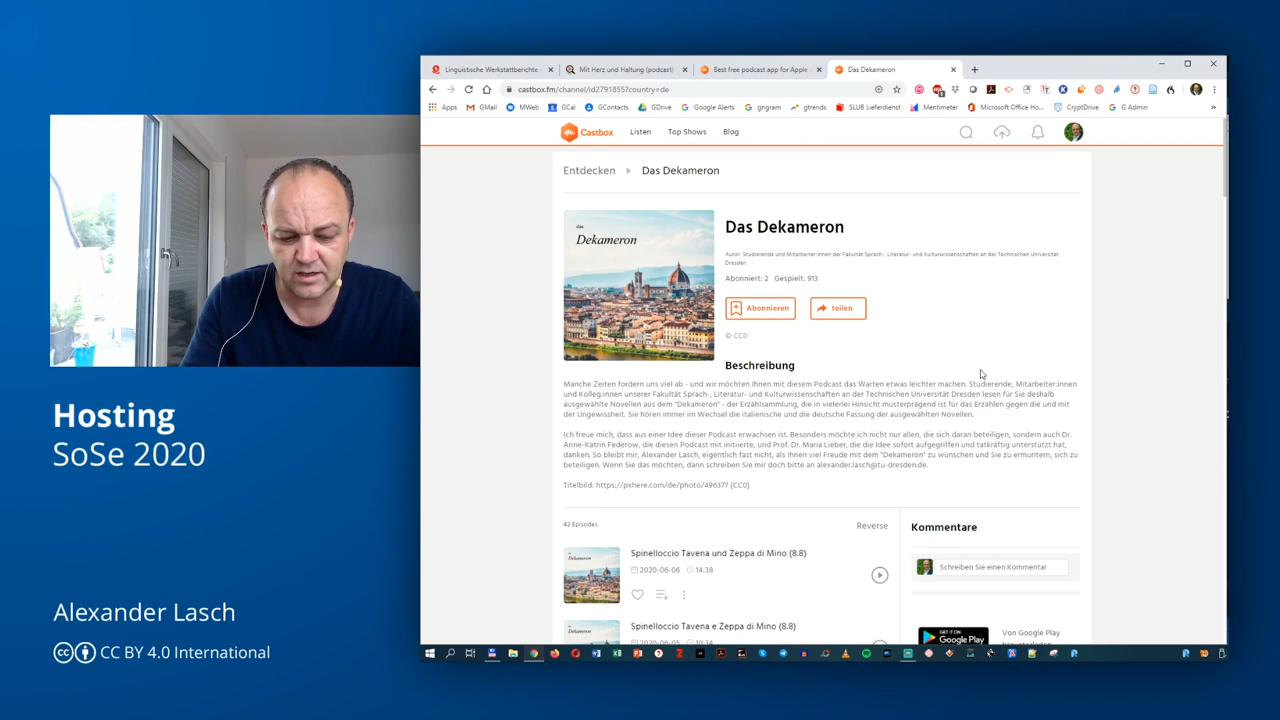 Linguistische Werkstattberichte
Mit Herz und Haltung (podcast)
Best free podcast app for Apple
Das Dekameron
castbox.fm/channel/id2791855?country=de
Apps
GMail
MWeb
GCal
GContacts
GDrive
Google Alerts
gngram
gtrends
SLUB Lieferdienst
Mentimeter
Microsoft Office Ho...
CryptDrive
G Admin
Castbox
Listen
Top Shows
Blog
Entdecken
Das Dekameron
das
Dekameron
Das Dekameron
Autor: Studierende und Mitarbeiter:innen der Fakultät Sprach-, Literatur- und Kulturwissenschaften an der Technischen Universität
Dresden
Abonniert: 2 Gespielt: 913
Abonnieren
teilen
© CC0
Beschreibung
Manche Zeiten fordern uns viel ab - und wir möchten Ihnen mit diesem Podcast das Warten etwas leichter machen. Studierende, Mitarbeiter:innen
und Kolleg:innen unserer Fakultät Sprach-, Literatur- und Kulturwissenschaften an der Technischen Universität Dresden lesen für Sie deshalb
ausgewählte Novellen aus dem "Dekameron" - der Erzählsammlung, die in vielerlei Hinsicht musterprägend ist für das Erzählen gegen die und mit
der Ungewissheit. Sie hören immer im Wechsel die italienische und die deutsche Fassung der ausgewählten Novellen.
Ich freue mich, dass aus einer Idee dieser Podcast erwachsen ist. Besonders möchte ich nicht nur allen, die sich daran beteiligen, sondern auch Dr.
Anne-Katrin Federow, die diesen Podcast mit initiierte, und Prof. Dr. Maria Lieber, die die Idee sofort aufgegriffen und tatkräftig unterstützt hat,
danken. So bleibt mir, Alexander Lasch, eigentlich fast nicht, als Ihnen viel Freude mit dem "Dekameron" zu wünschen und Sie zu ermuntern, sich zu
beteiligen. Wenn Sie das möchten, dann schreiben Sie mir doch bitte an alexander.lasch@tu-dresden.de.
Titelbild: https://pxhere.com/de/photo/496377 (CC0)
42 Episodes
Reverse
Kommentare
Spinelloccio Tavena und Zeppa di Mino (8.8)
2020-06-06 14:38
Schreiben Sie einen Kommentar
Spinelloccio Tavena e Zeppa di Mino (8.8)
2020-06-05 10:34
GET IT ON
Google Play
Von Google Play
Hosting
SoSe 2020
Alexander Lasch
CC BY 4.0 International